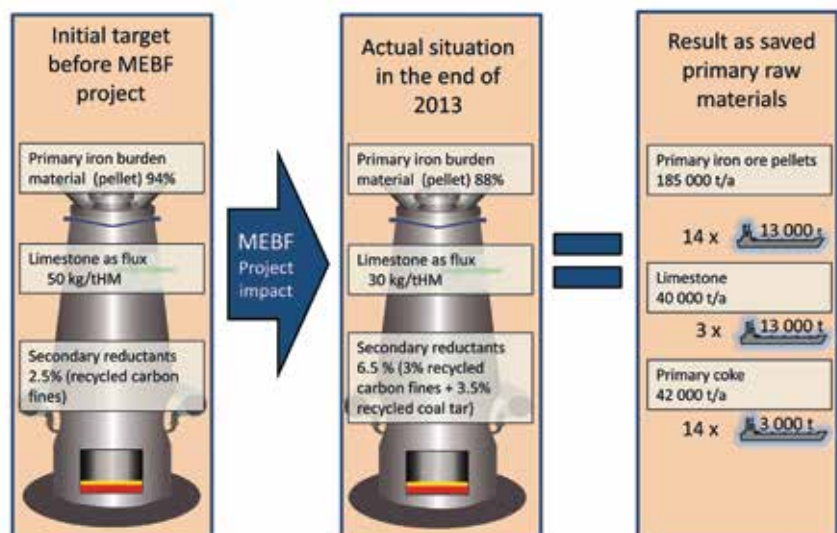 Initial target
before MEBF
project
Primary iron burden
material (pellet) 94%
Limestone as flux
50 kg/tHM
Secondary reductants
2.5% (recycled carbon
fines)
MEBF
Project
impact
Actual situation
in the end of
2013
Primary iron burden
material (pellet) 88%
Limestone as flux
30 kg/tHM
Secondary reductants
6.5 % (3% recycled
carbon fines + 3.5%
recycled coal tar)
Result as saved
primary raw
materials
Primary iron ore pellets
185 000 t/a
14 x 13 000 t
Limestone
40 000 t/a
3 x 13 000 t
Primary coke
42 000 t/a
14 x 3 000 t